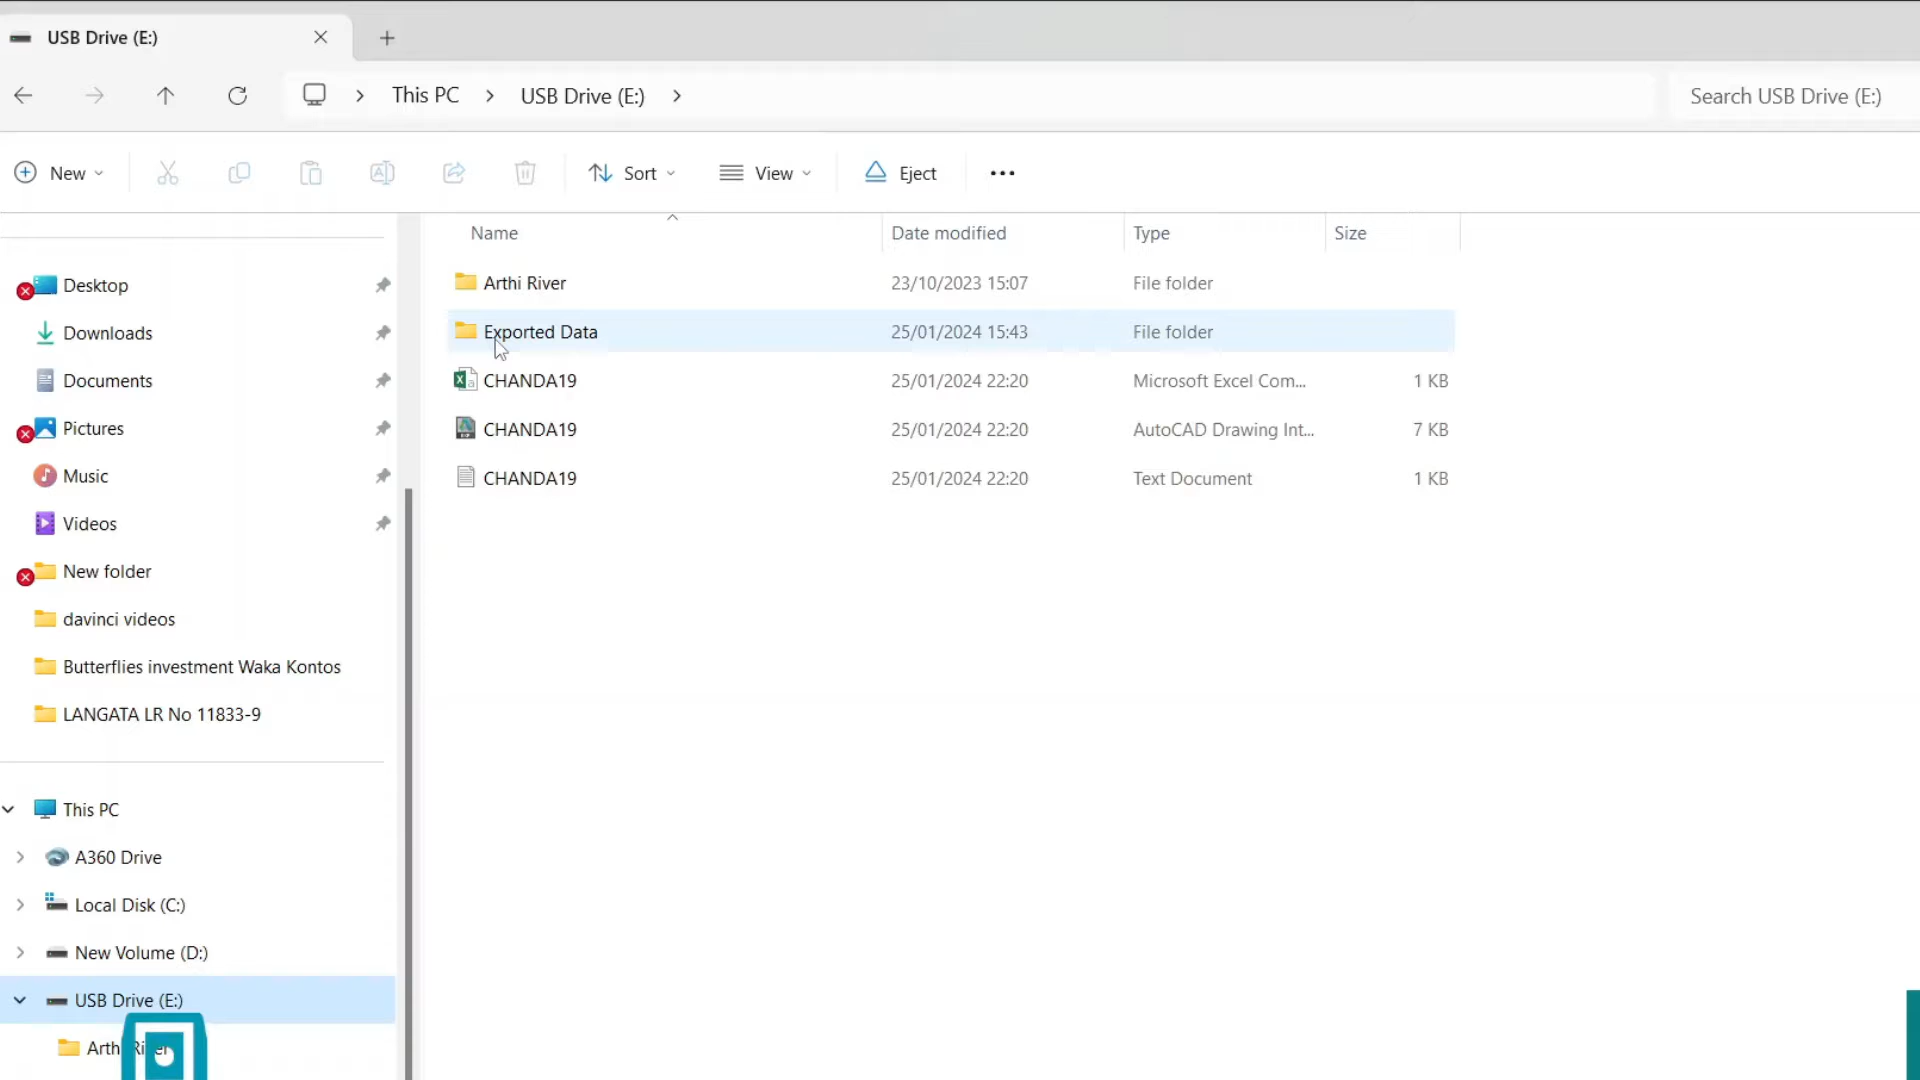 USB Drive (E:)
This PC > USB Drive (E:) >
Search USB Drive (E:)
New
Sort
View
Eject
Name Date modified Type Size
Arthi River 23/10/2023 15:07 File folder
Exported Data 25/01/2024 15:43 File folder
CHANDA19 25/01/2024 22:20 Microsoft Excel Com... 1 KB
CHANDA19 25/01/2024 22:20 AutoCAD Drawing Int... 7 KB
CHANDA19 25/01/2024 22:20 Text Document 1 KB
Desktop
Downloads
Documents
Pictures
Music
Videos
New folder
davinci videos
Butterflies investment Waka Kontos
LANGATA LR No 11833-9
This PC
A360 Drive
Local Disk (C:)
New Volume (D:)
USB Drive (E:)